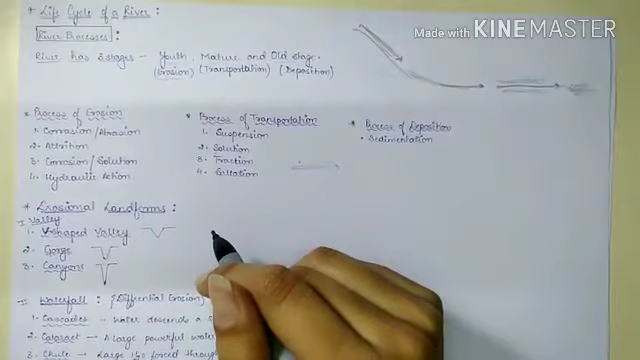 Made with KINEMASTER
* Life Cycle of a River:
River Processes:
River has 3 stages - Youth, Mature and Old stage.
(Erosion) (Transportation) (Deposition)
* Process of Erosion
1. Corrasion/Abrasion
2. Attrition
3. Corrosion/Solution
4. Hydraulic Action
* Process of Transportation
1. Suspension
2. Solution
3. Traction
4. Saltation
* Process of Deposition
• Sedimentation
* Erosional Landforms:
I Valley
1. V-shaped Valley
2. Gorge
3. Canyons
II Waterfall: (Differential Erosion)
1. Cascades - Water descends a
2. Cataract - A large powerful water
3. Chute - Large forced through